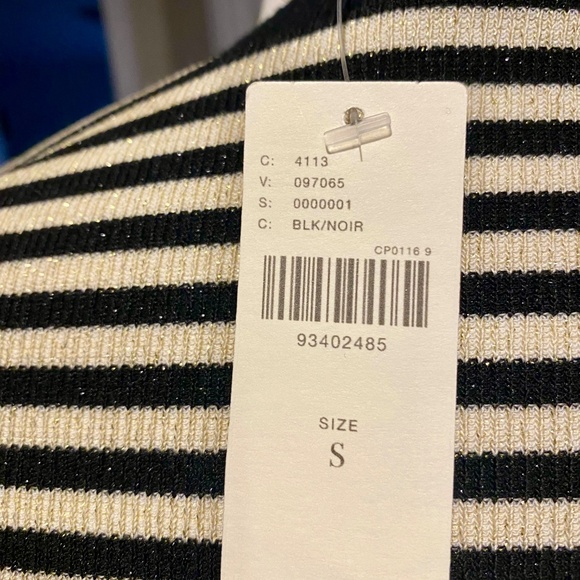 C: 4113
V: 097065
S: 0000001
C: BLK/NOIR
CP0116 9
93402485
SIZE
S